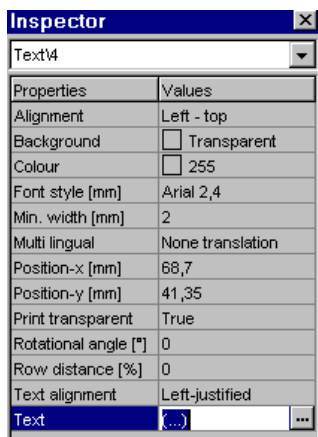 Inspector
Text\4
Properties Values
Alignment Left - top
Background Transparent
Colour 255
Font style [mm] Arial 2,4
Min. width [mm] 2
Multi lingual None translation
Position-x [mm] 68,7
Position-y [mm] 41,35
Print transparent True
Rotational angle [°] 0
Row distance [%] 0
Text alignment Left-justified
Text (...) ...